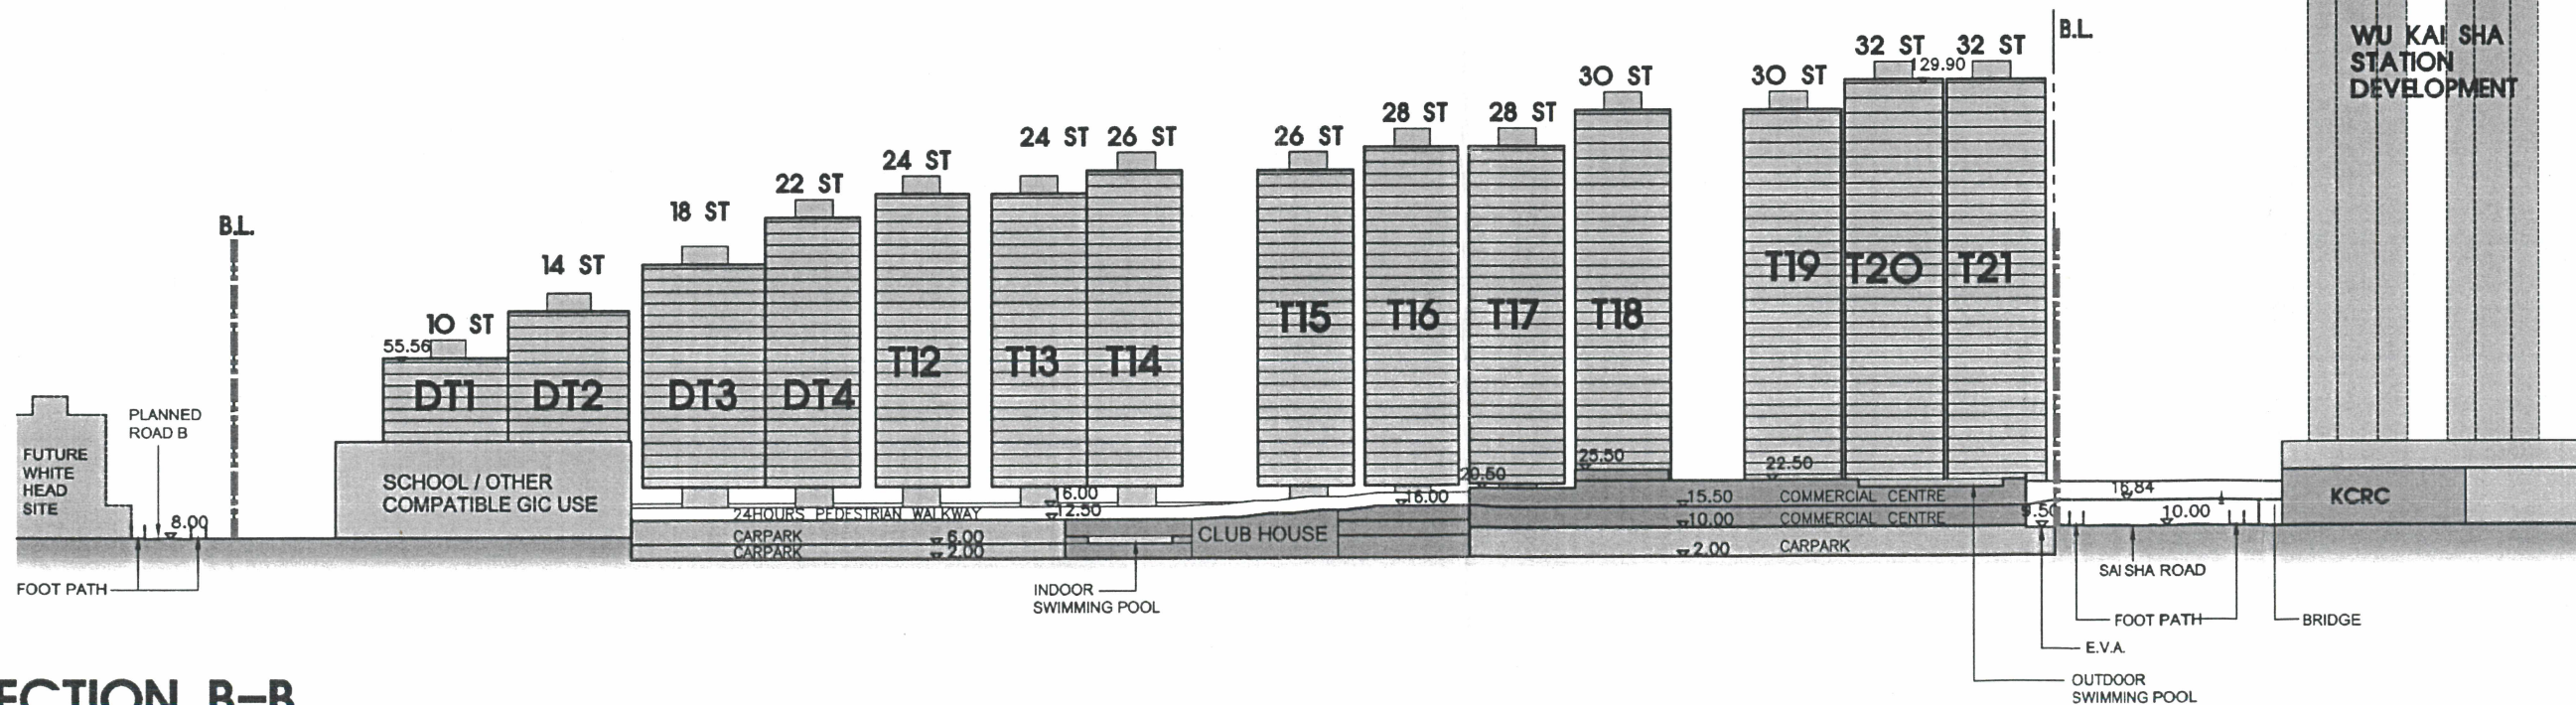 B.L.
WU KAI SHA
STATION
DEVELOPMENT
32 ST 32 ST
129.90
30 ST 30 ST
28 ST 28 ST
24 ST 26 ST 26 ST
24 ST
22 ST
18 ST
B.L.
14 ST
10 ST
55.56
T19 T20 T21
T15 T16 T17 T18
T12 T13 T14
DT1 DT2 DT3 DT4
PLANNED
ROAD B
FUTURE
WHITE
HEAD
SITE
8.00
SCHOOL / OTHER
COMPATIBLE GIC USE
25.50
22.50
20.50
16.00
16.00
12.50
24HOURS PEDESTRIAN WALKWAY
15.50 COMMERCIAL CENTRE
10.00 COMMERCIAL CENTRE
16.84
10.00
9.50
KCRC
CARPARK 6.00
CARPARK 2.00
CLUB HOUSE
2.00 CARPARK
FOOT PATH
INDOOR
SWIMMING POOL
SAI SHA ROAD
FOOT PATH
BRIDGE
E.V.A.
OUTDOOR
SWIMMING POOL
ECTION B-B